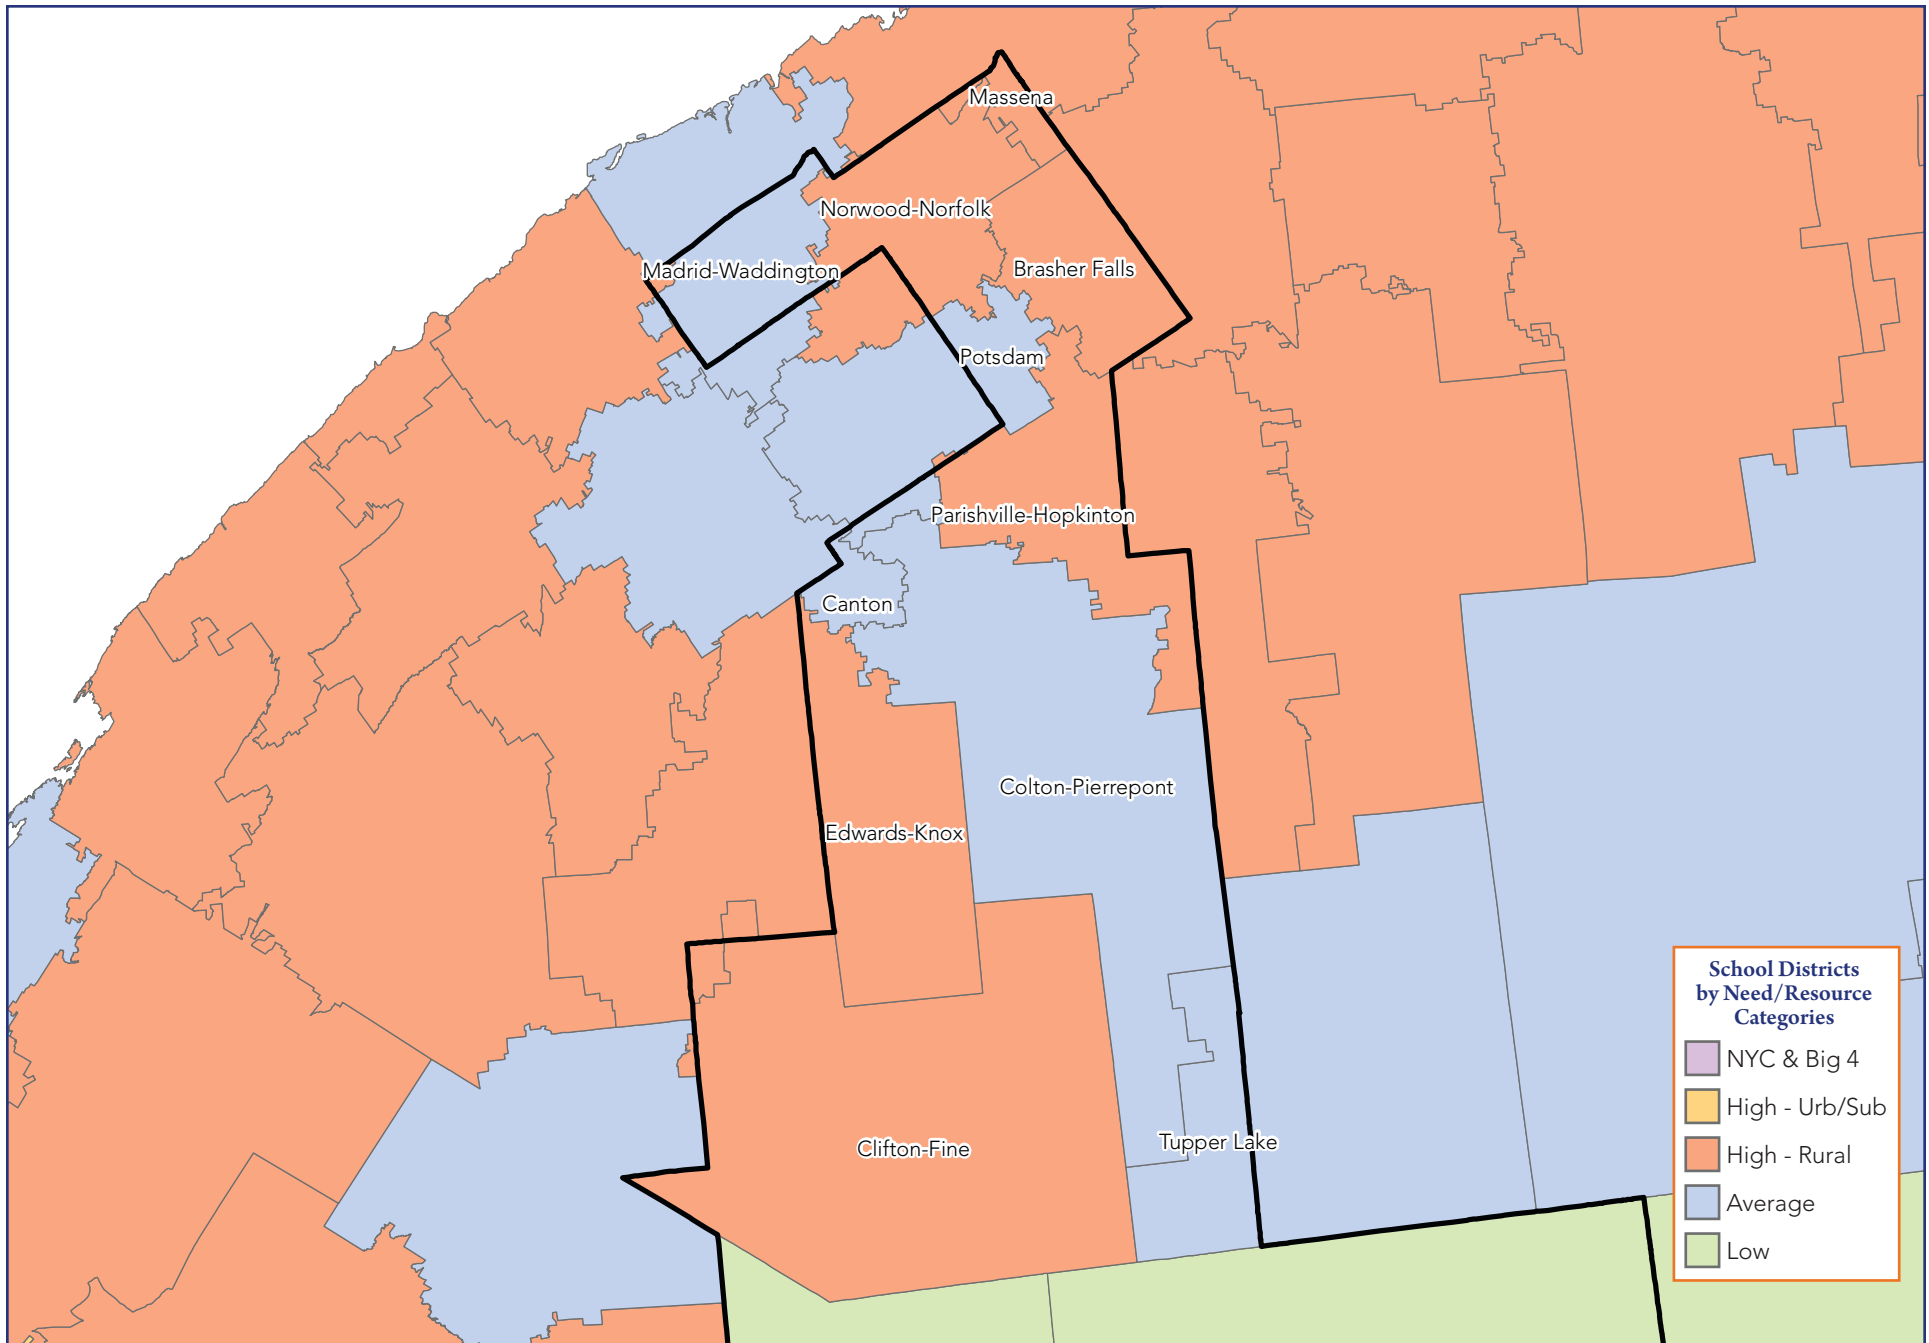 Massena
Norwood-Norfolk
Madrid-Waddington
Brasher Falls
Potsdam
Parishville-Hopkinton
Canton
Colton-Pierrepont
Edwards-Knox
Clifton-Fine
Tupper Lake
School Districts
by Need/Resource
Categories
NYC & Big 4
High - Urb/Sub
High - Rural
Average
Low